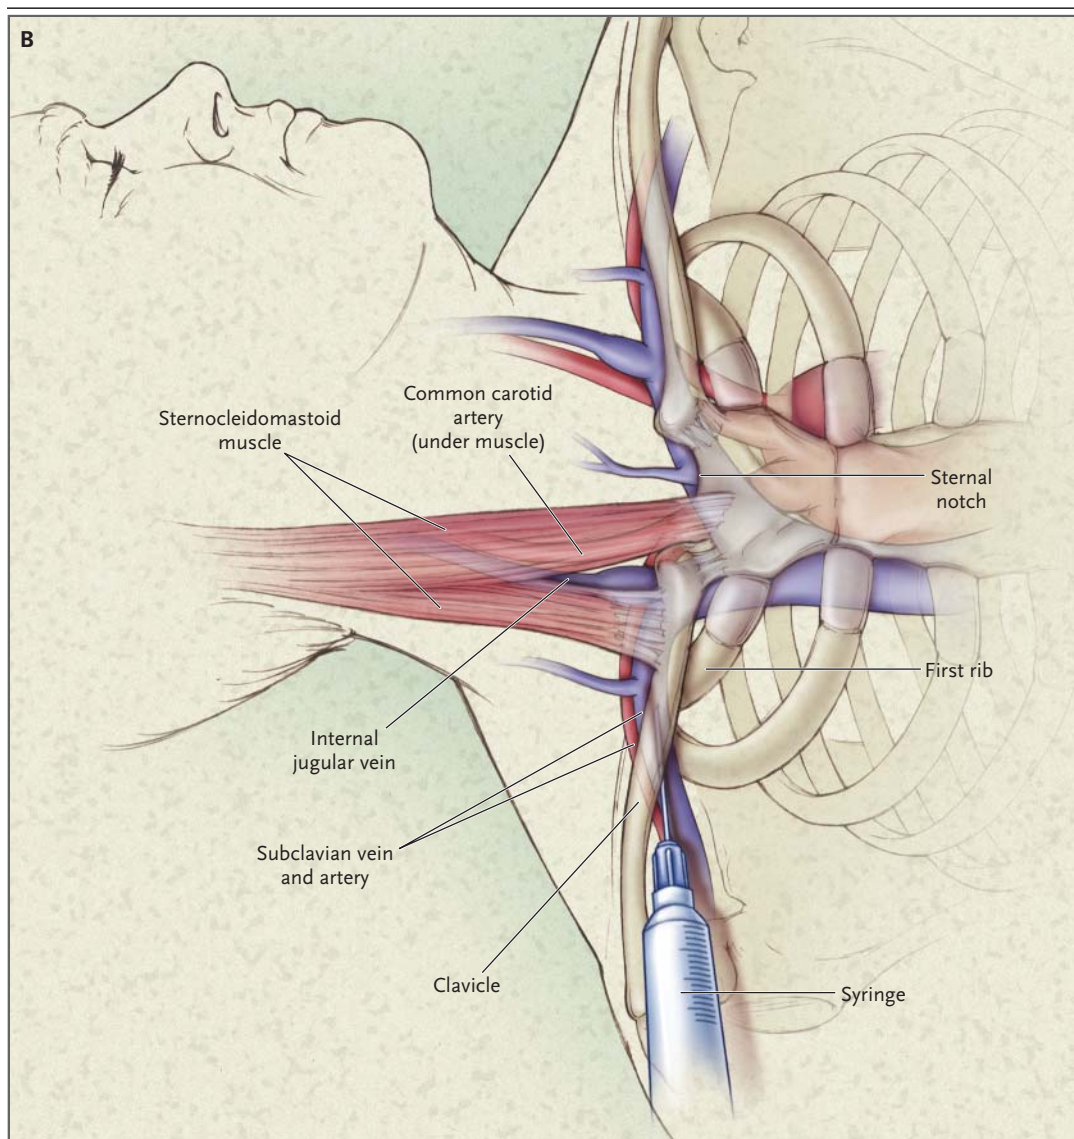 B
Sternocleidomastoid
muscle
Common carotid
artery
(under muscle)
Sternal
notch
First rib
Internal
jugular vein
Subclavian vein
and artery
Clavicle
Syringe